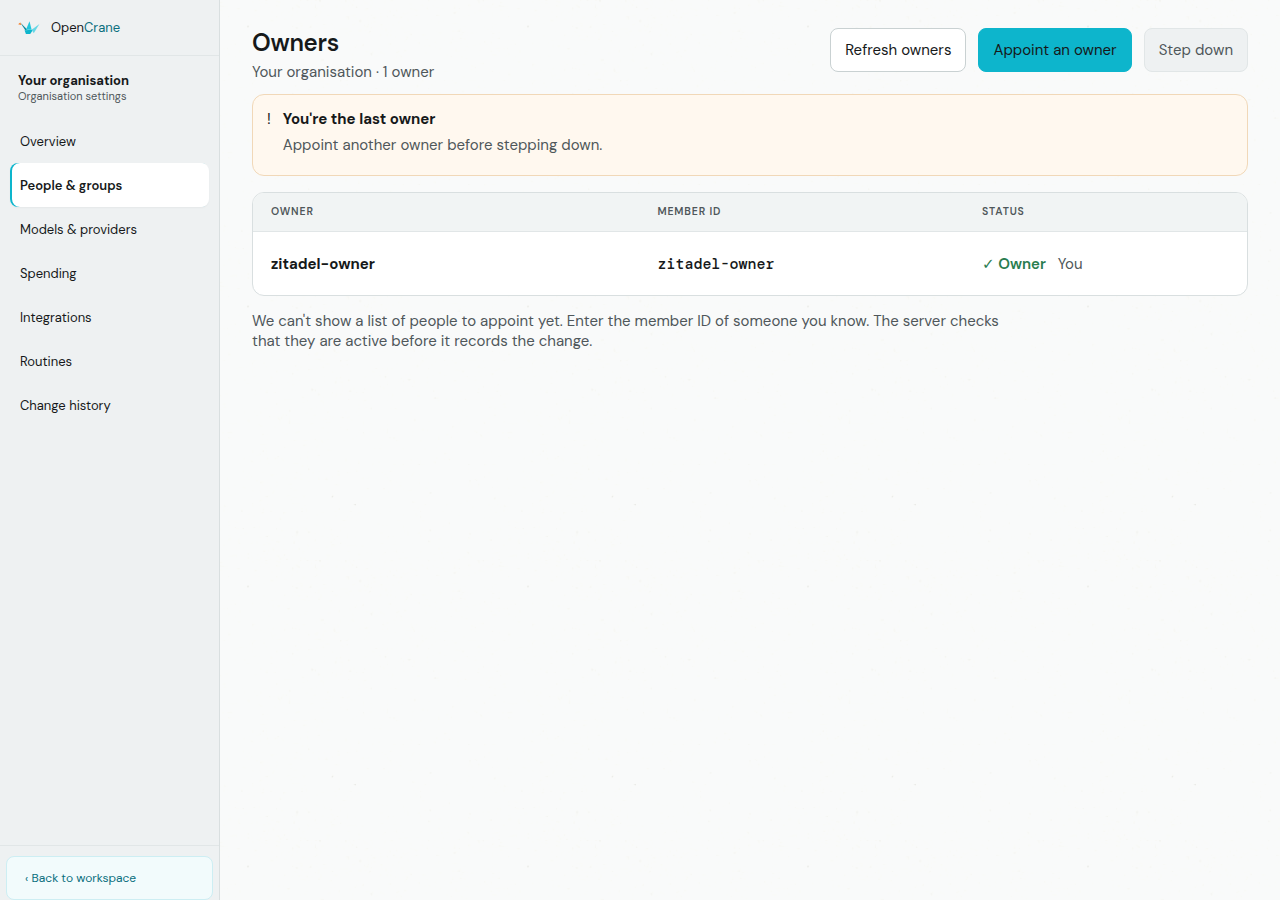 OpenCrane
Your organisation
Organisation settings
Overview
People & groups
Models & providers
Spending
Integrations
Routines
Change history
‹ Back to workspace
Owners
Your organisation · 1 owner
Refresh owners
Appoint an owner
Step down
! You're the last owner
Appoint another owner before stepping down.
OWNER MEMBER ID STATUS
zitadel-owner zitadel-owner ✓ Owner You
We can't show a list of people to appoint yet. Enter the member ID of someone you know. The server checks
that they are active before it records the change.